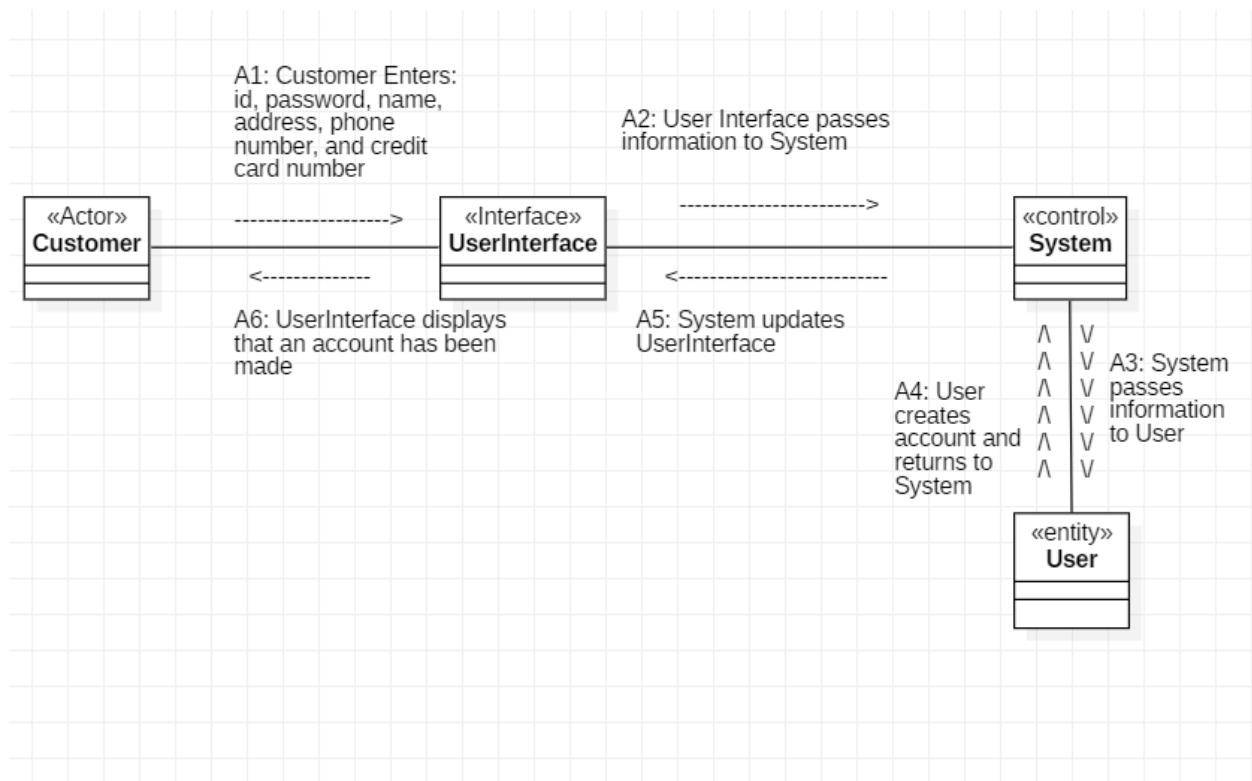 A1: Customer Enters:
id, password, name,
address, phone
number, and credit
card number
A2: User Interface passes
information to System
«Actor»
Customer
-------------------->
<--------------
«Interface»
UserInterface
------------------------>
<---------------------------
«control»
System
A6: UserInterface displays
that an account has been
made
A5: System updates
UserInterface
A4: User
creates
account and
returns to
System
/\ \/
/\ \/
/\ \/
/\ \/
/\ \/
/\ \/
A3: System
passes
information
to User
«entity»
User